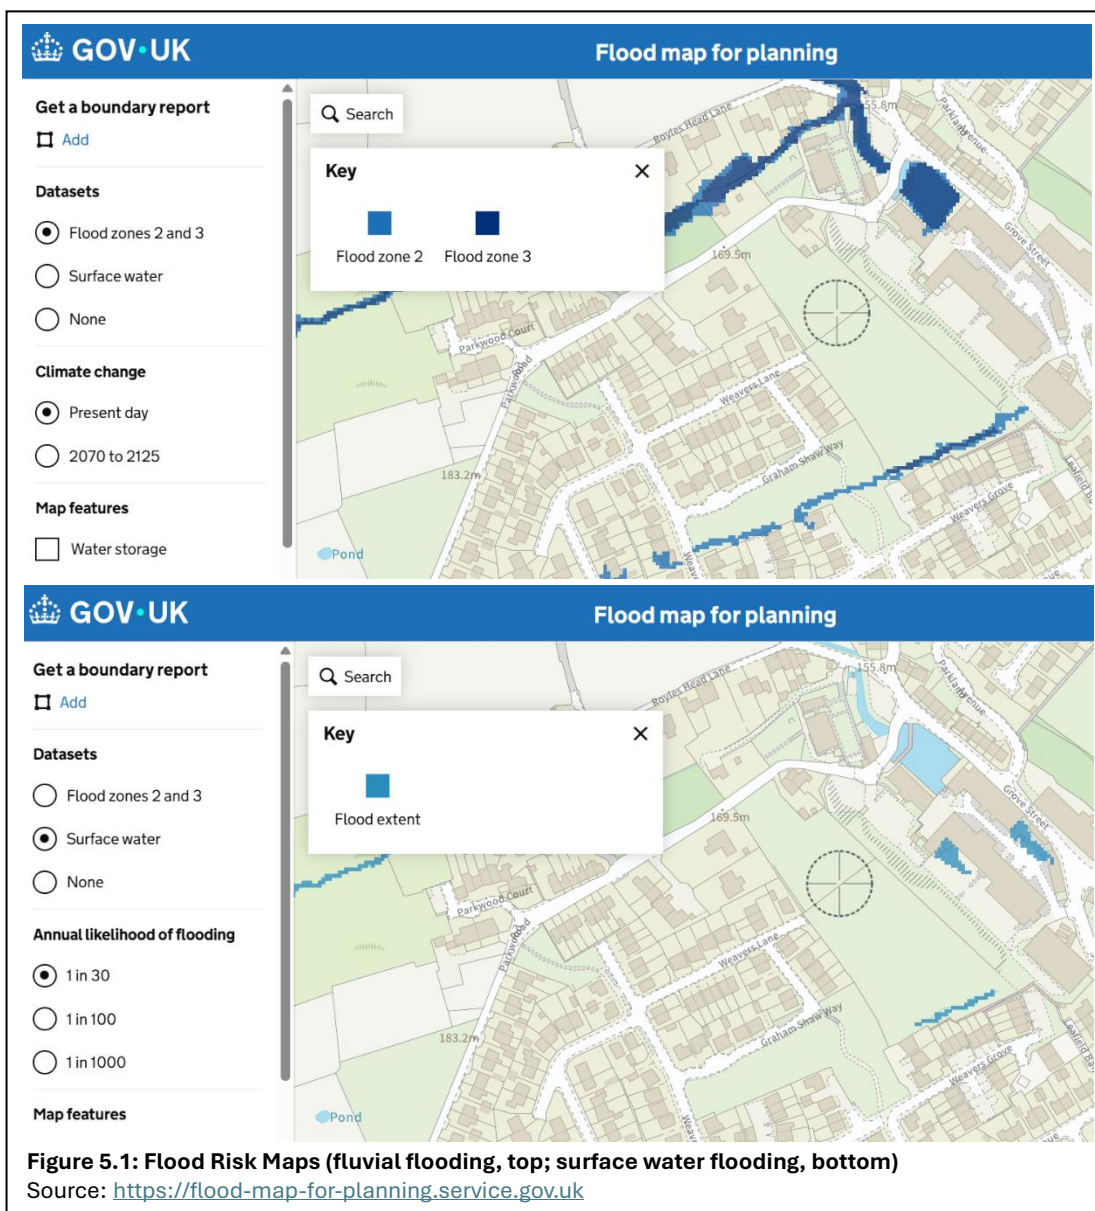 GOV·UK
Flood map for planning
Get a boundary report
Add
Datasets
Flood zones 2 and 3
Surface water
None
Climate change
Present day
2070 to 2125
Map features
Water storage
Search
Key
Flood zone 2
Flood zone 3
Royles Head Lane
155.8m
Parkland Avenue
Grove Street
169.5m
Parkwood Court
Parkwood Road
Weavers Lane
Graham Shaw Way
183.2m
Weavers Grove
Pond
GOV·UK
Flood map for planning
Get a boundary report
Add
Datasets
Flood zones 2 and 3
Surface water
None
Annual likelihood of flooding
1 in 30
1 in 100
1 in 1000
Map features
Search
Key
Flood extent
Royles Head Lane
155.8m
Parkland Avenue
Grove Street
169.5m
Parkwood Court
Parkwood Road
Weavers Lane
Graham Shaw Way
183.2m
Weavers Grove
Pond
Figure 5.1: Flood Risk Maps (fluvial flooding, top; surface water flooding, bottom)
Source: https://flood-map-for-planning.service.gov.uk